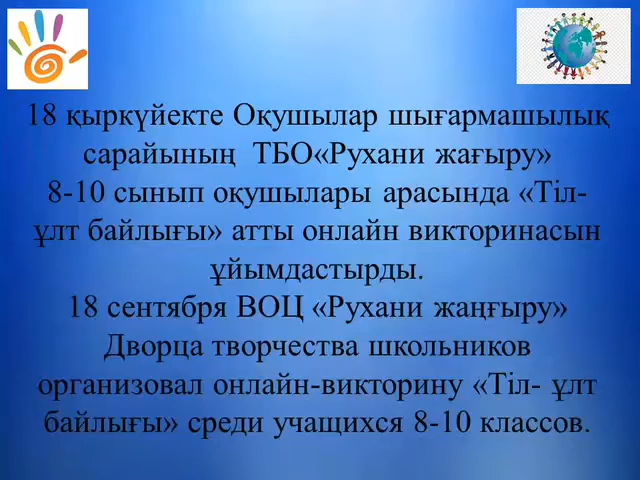 18 қыркүйекте Оқушылар шығармашылық
сарайының ТБО«Рухани жағыру»
8-10 сынып оқушылары арасында «Тіл-
ұлт байлығы» атты онлайн викторинасын
ұйымдастырды.
18 сентября ВОЦ «Рухани жаңғыру»
Дворца творчества школьников
организовал онлайн-викторину «Тіл- ұлт
байлығы» среди учащихся 8-10 классов.